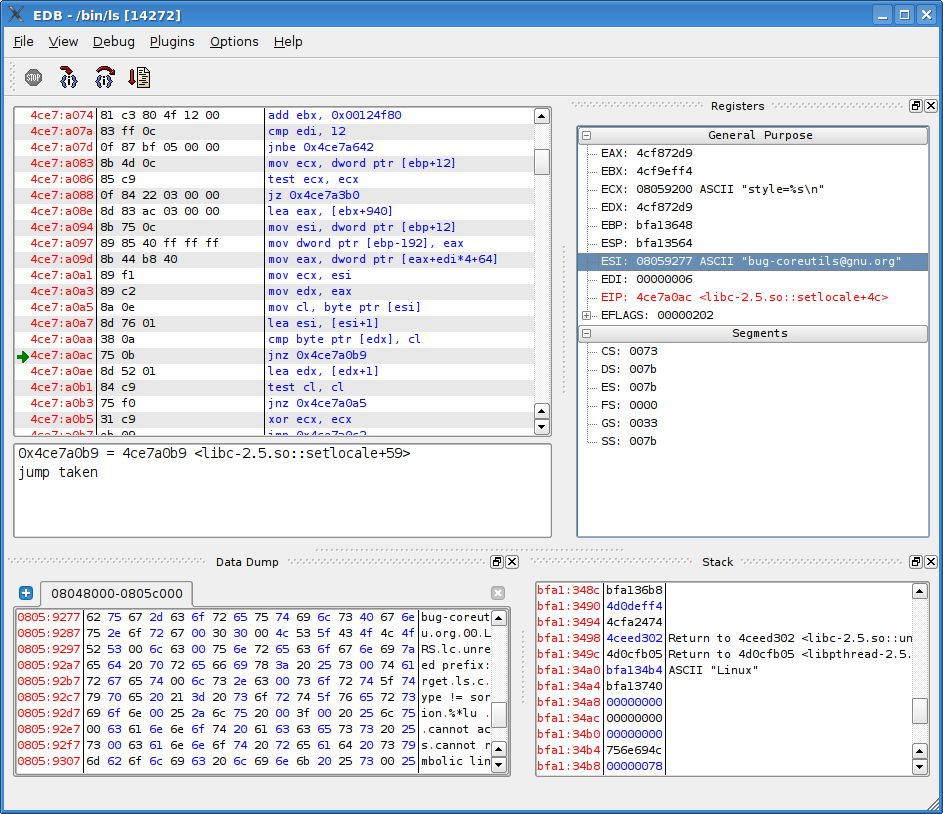 EDB - /bin/ls [14272]
File View Debug Plugins Options Help
STOP
4ce7:a074 81 c3 80 4f 12 00 add ebx, 0x00124f80
4ce7:a07a 83 ff 0c cmp edi, 12
4ce7:a07d 0f 87 bf 05 00 00 jnbe 0x4ce7a642
4ce7:a083 8b 4d 0c mov ecx, dword ptr [ebp+12]
4ce7:a086 85 c9 test ecx, ecx
4ce7:a088 0f 84 22 03 00 00 jz 0x4ce7a3b0
4ce7:a08e 8d 83 ac 03 00 00 lea eax, [ebx+940]
4ce7:a094 8b 75 0c mov esi, dword ptr [ebp+12]
4ce7:a097 89 85 40 ff ff ff mov dword ptr [ebp-192], eax
4ce7:a09d 8b 44 b8 40 mov eax, dword ptr [eax+edi*4+64]
4ce7:a0a1 89 f1 mov ecx, esi
4ce7:a0a3 89 c2 mov edx, eax
4ce7:a0a5 8a 0e mov cl, byte ptr [esi]
4ce7:a0a7 8d 76 01 lea esi, [esi+1]
4ce7:a0aa 38 0a cmp byte ptr [edx], cl
4ce7:a0ac 75 0b jnz 0x4ce7a0b9
4ce7:a0ae 8d 52 01 lea edx, [edx+1]
4ce7:a0b1 84 c9 test cl, cl
4ce7:a0b3 75 f0 jnz 0x4ce7a0a5
4ce7:a0b5 31 c9 xor ecx, ecx
4ce7:a0b7 eb 09 jmp 0x4ce7a0c2
0x4ce7a0b9 = 4ce7a0b9 <libc-2.5.so::setlocale+59>
jump taken
Registers
General Purpose
EAX: 4cf872d9
EBX: 4cf9eff4
ECX: 08059200 ASCII "style=%s\n"
EDX: 4cf872d9
EBP: bfa13648
ESP: bfa13564
ESI: 08059277 ASCII "bug-coreutils@gnu.org"
EDI: 00000006
EIP: 4ce7a0ac <libc-2.5.so::setlocale+4c>
EFLAGS: 00000202
Segments
CS: 0073
DS: 007b
ES: 007b
FS: 0000
GS: 0033
SS: 007b
Data Dump
08048000-0805c000
0805:9277 62 75 67 2d 63 6f 72 65 75 74 69 6c 73 40 67 6e bug-coreut
0805:9287 75 2e 6f 72 67 00 30 30 00 4c 53 5f 43 4f 4c 4f u.org.00.L
0805:9297 52 53 00 6c 63 00 75 6e 72 65 63 6f 67 6e 69 7a RS.lc.unre
0805:92a7 65 64 20 70 72 65 66 69 78 3a 20 25 73 00 74 61 ed prefix:
0805:92b7 72 67 65 74 00 6c 73 2e 63 00 73 6f 72 74 5f 74 rget.ls.c.
0805:92c7 79 70 65 20 21 3d 20 73 6f 72 74 5f 76 65 72 73 ype != sor
0805:92d7 69 6f 6e 00 25 2a 6c 75 20 00 3f 00 20 25 6c 75 ion.%*lu .
0805:92e7 00 63 61 6e 6e 6f 74 20 61 63 63 65 73 73 20 25 .cannot ac
0805:92f7 73 00 63 61 6e 6e 6f 74 20 72 65 61 64 20 73 79 s.cannot r
0805:9307 6d 62 6f 6c 69 63 20 6c 69 6e 6b 20 25 73 00 25 mbolic lin
Stack
bfa1:348c bfa136b8
bfa1:3490 4d0deff4
bfa1:3494 4cfa2474
bfa1:3498 4ceed302 Return to 4ceed302 <libc-2.5.so::un
bfa1:349c 4d0cfb05 Return to 4d0cfb05 <libpthread-2.5.
bfa1:34a0 bfa134b4 ASCII "Linux"
bfa1:34a4 bfa13740
bfa1:34a8 00000000
bfa1:34ac 00000000
bfa1:34b0 00000000
bfa1:34b4 756e694c
bfa1:34b8 00000078